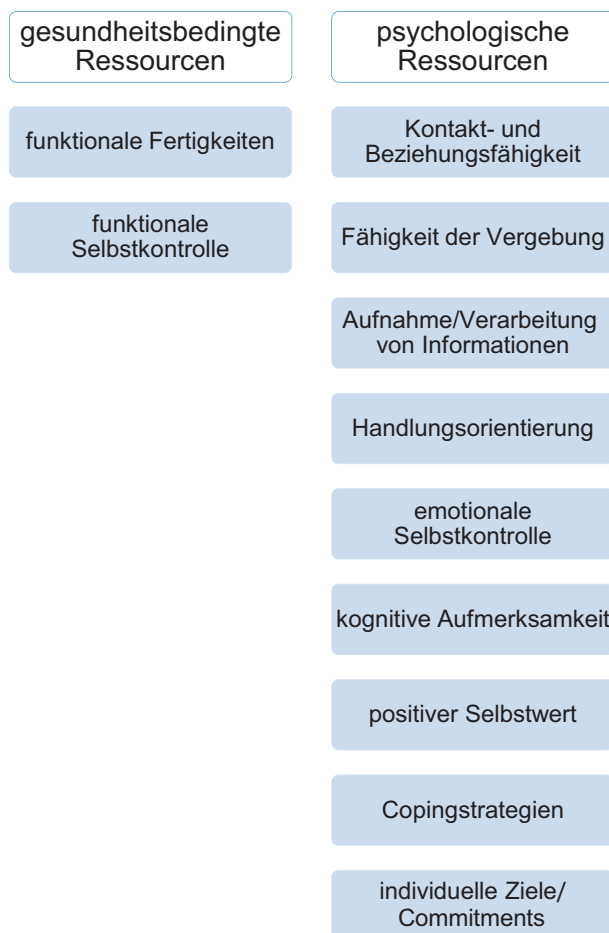 gesundheitsbedingte
Ressourcen
funktionale Fertigkeiten
funktionale
Selbstkontrolle
psychologische
Ressourcen
Kontakt- und
Beziehungsfähigkeit
Fähigkeit der Vergebung
Aufnahme/Verarbeitung
von Informationen
Handlungsorientierung
emotionale
Selbstkontrolle
kognitive Aufmerksamkeit
positiver Selbstwert
Copingstrategien
individuelle Ziele/
Commitments